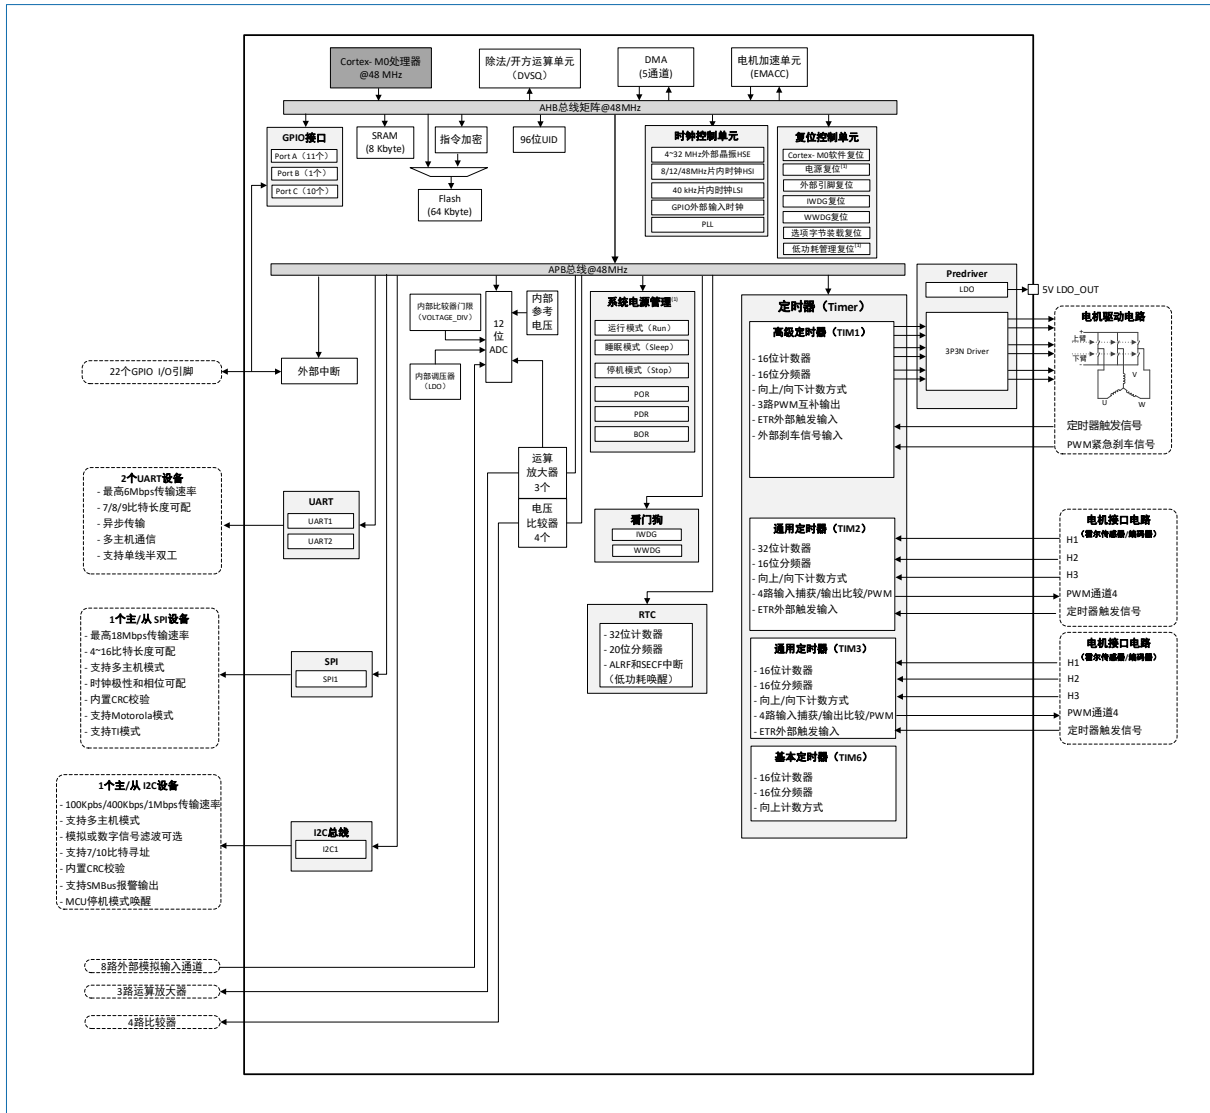 Cortex- M0处理器
@48 MHz
除法/开方运算单元
（DVSQ）
DMA
(5通道)
电机加速单元
(EMACC)
AHB总线矩阵@48MHz
GPIO接口
Port A（11个）
Port B（1个）
Port C（10个）
SRAM
(8 Kbyte)
指令加密
96位UID
Flash
(64 Kbyte)
时钟控制单元
4~32 MHz外部晶振HSE
8/12/48MHz片内时钟HSI
40 kHz片内时钟LSI
GPIO外部输入时钟
PLL
复位控制单元
Cortex- M0软件复位
电源复位(1)
外部引脚复位
IWDG复位
WWDG复位
选项字节装载复位
低功耗管理复位(1)
APB总线@48MHz
22个GPIO I/O引脚
外部中断
内部比较器门限
（VOLTAGE_DIV）
内部调压器
（LDO）
12
位
ADC
内部
参考
电压
系统电源管理(1)
运行模式（Run）
睡眠模式（Sleep）
停机模式（Stop）
POR
PDR
BOR
运算
放大器
3个
电压
比较器
4个
看门狗
IWDG
WWDG
RTC
- 32位计数器
- 20位分频器
- ALRF和SECF中断
（低功耗唤醒）
定时器（Timer）
高级定时器（TIM1）
- 16位计数器
- 16位分频器
- 向上/向下计数方式
- 3路PWM互补输出
- ETR外部触发输入
- 外部刹车信号输入
通用定时器（TIM2）
- 32位计数器
- 16位分频器
- 向上/向下计数方式
- 4路输入捕获/输出比较/PWM
- ETR外部触发输入
通用定时器（TIM3）
- 16位计数器
- 16位分频器
- 向上/向下计数方式
- 4路输入捕获/输出比较/PWM
- ETR外部触发输入
基本定时器（TIM6）
- 16位计数器
- 16位分频器
- 向上计数方式
Predriver
LDO
3P3N Driver
5V LDO_OUT
电机驱动电路
+
上臂
下臂
-
V
U
W
定时器触发信号
PWM紧急刹车信号
电机接口电路
（霍尔传感器/编码器）
H1
H2
H3
PWM通道4
定时器触发信号
电机接口电路
（霍尔传感器/编码器）
H1
H2
H3
PWM通道4
定时器触发信号
2个UART设备
- 最高6Mbps传输速率
- 7/8/9比特长度可配
- 异步传输
- 多主机通信
- 支持单线半双工
UART
UART1
UART2
1个主/从 SPI设备
- 最高18Mbps传输速率
- 4~16比特长度可配
- 支持多主机模式
- 时钟极性和相位可配
- 内置CRC校验
- 支持Motorola模式
- 支持TI模式
SPI
SPI1
1个主/从 I2C设备
- 100Kpbs/400Kbps/1Mbps传输速率
- 支持多主机模式
- 模拟或数字信号滤波可选
- 支持7/10比特寻址
- 内置CRC校验
- 支持SMBus报警输出
- MCU停机模式唤醒
I2C总线
I2C1
8路外部模拟输入通道
3路运算放大器
4路比较器